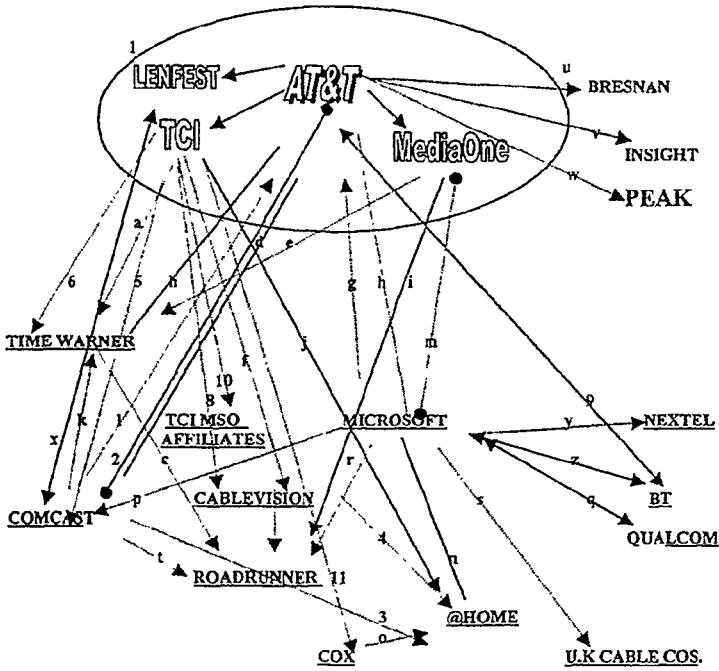 1
LENFEST
AT&T
u
BRESNAN
TCI
MediaOne
v
INSIGHT
w
PEAK
a
d
e
6
5
h
g
h
i
TIME WARNER
j
m
10
f
8
9
k
l
TCI MSO
AFFILIATES
MICROSOFT
y
NEXTEL
x
2
c
r
z
p
CABLEVISION
s
q
BT
COMCAST
4
QUALCOM
t
n
ROADRUNNER
11
3
@HOME
o
COX
U.K CABLE COS.